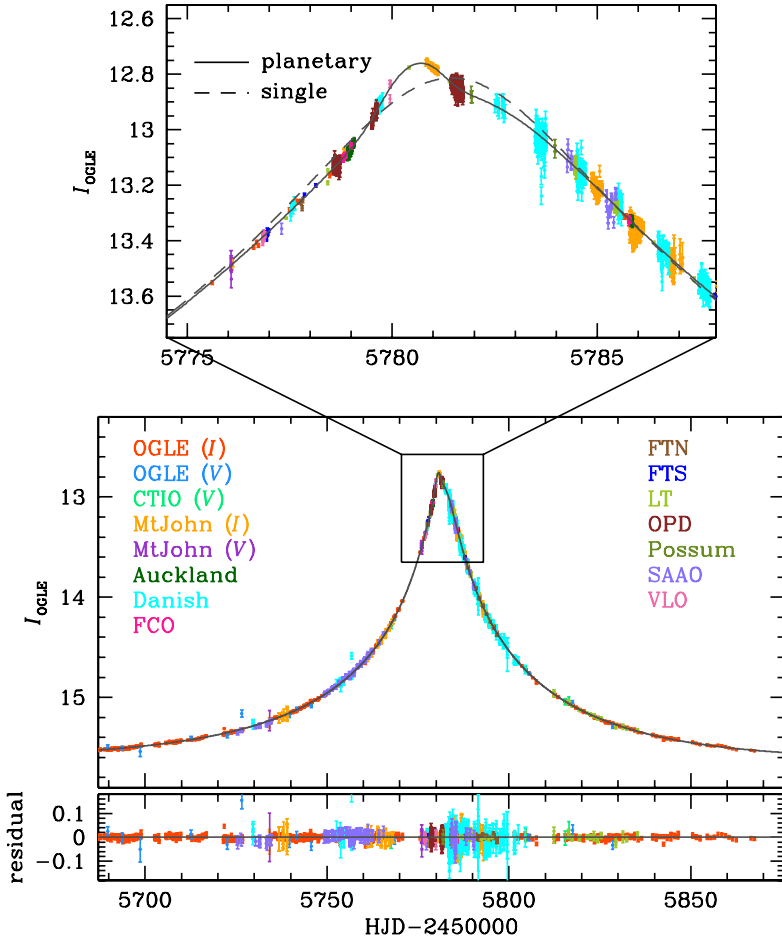 12.6
12.8
13
13.2
13.4
13.6
I_OGLE
planetary
single
5775
5780
5785
13
14
15
I_OGLE
OGLE (I)
OGLE (V)
CTIO (V)
MtJohn (I)
MtJohn (V)
Auckland
Danish
FCO
FTN
FTS
LT
OPD
Possum
SAAO
VLO
0.1
0
−0.1
residual
5700
5750
5800
5850
HJD−2450000